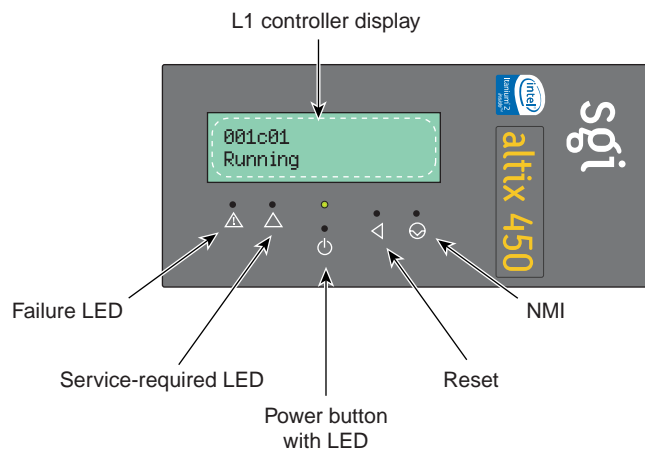 L1 controller display
001c01
Running
intel
Itanium 2
sgi
altix 450
Failure LED
NMI
Service-required LED
Reset
Power button
with LED